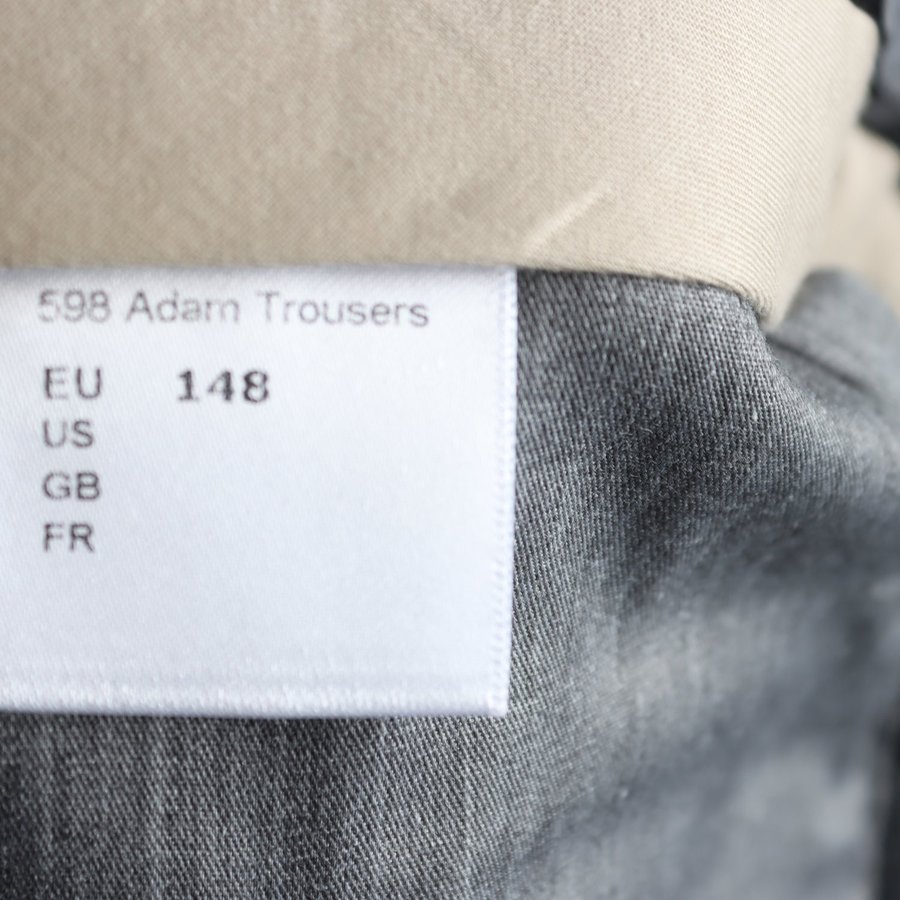 598 Adam Trousers
EU 148
US
GB
FR